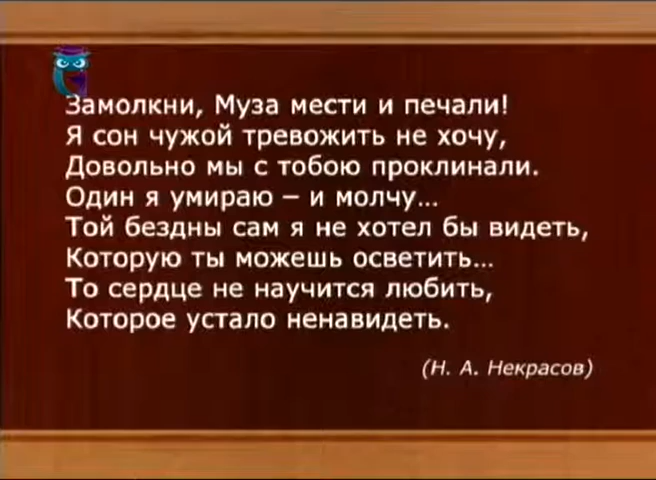 Замолкни, Муза мести и печали!
Я сон чужой тревожить не хочу,
Довольно мы с тобою проклинали.
Один я умираю – и молчу...
Той бездны сам я не хотел бы видеть,
Которую ты можешь осветить...
То сердце не научится любить,
Которое устало ненавидеть.
(Н. А. Некрасов)